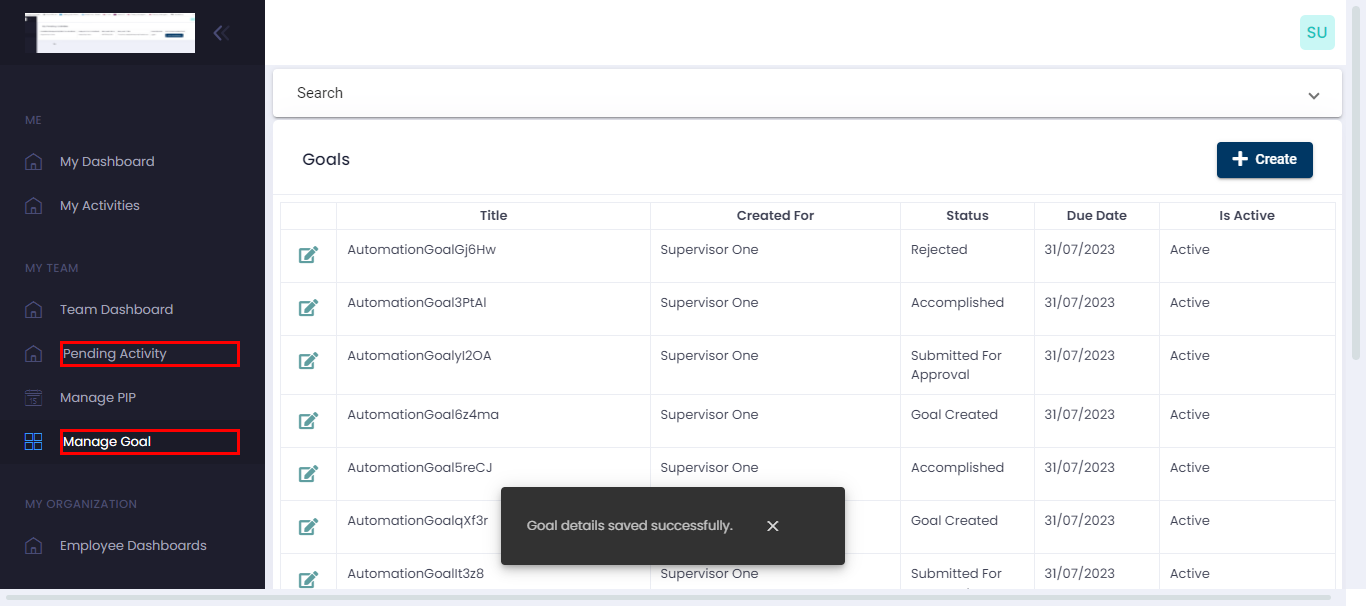 SU
ME
My Dashboard
My Activities
MY TEAM
Team Dashboard
Pending Activity
Manage PIP
Manage Goal
MY ORGANIZATION
Employee Dashboards
Search
Goals
Create
Title Created For Status Due Date Is Active
AutomationGoalGj6Hw Supervisor One Rejected 31/07/2023 Active
AutomationGoal3PtAl Supervisor One Accomplished 31/07/2023 Active
AutomationGoalyI2OA Supervisor One Submitted For 31/07/2023 Active
Approval
AutomationGoal6z4ma Supervisor One Goal Created 31/07/2023 Active
AutomationGoal5reCJ Supervisor One Accomplished 31/07/2023 Active
AutomationGoalqXf3r Goal Created 31/07/2023 Active
Goal details saved successfully.
AutomationGoalIt3z8 Supervisor One Submitted For 31/07/2023 Active